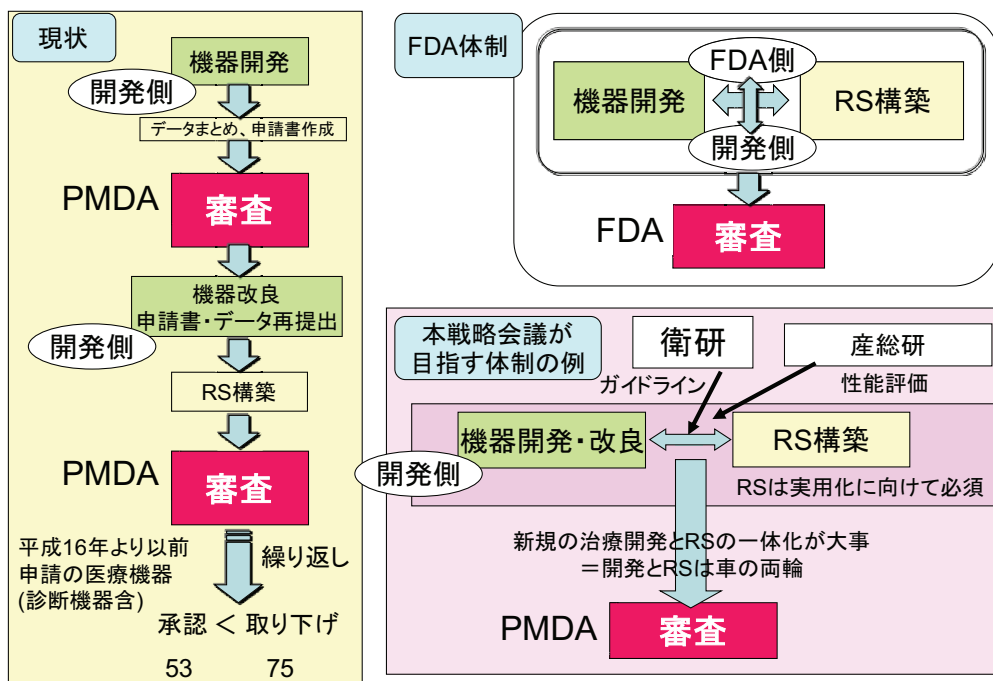 現状
機器開発
開発側
データまとめ、申請書作成
PMDA
審査
機器改良
申請書・データ再提出
開発側
RS構築
PMDA
審査
平成16年より以前
申請の医療機器
(診断機器含)
繰り返し
承認 < 取り下げ
53 75
FDA体制
FDA側
機器開発
RS構築
開発側
FDA
審査
本戦略会議が
目指す体制の例
衛研
産総研
ガイドライン
性能評価
機器開発・改良
RS構築
開発側
RSは実用化に向けて必須
新規の治療開発とRSの一体化が大事
＝開発とRSは車の両輪
PMDA
審査